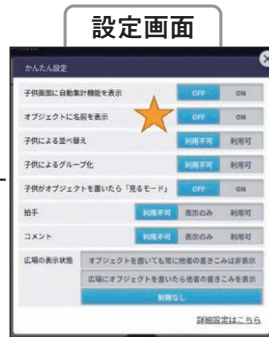 設定画面
かんたん設定
子供画面に自動集計機能を表示 OFF ON
オブジェクトに名前を表示 OFF ON
子供による並べ替え 利用不可 利用可
子供によるグループ化 利用不可 利用可
子供がオブジェクトを置いたら「見るモード」 OFF ON
拍手 利用不可 表示のみ 利用可
コメント 利用不可 表示のみ 利用可
広場の表示状態 オブジェクトを置いても常に他者の書きこみは非表示
広場にオブジェクトを置いたら他者の書きこみを表示
制限なし
詳細設定はこちら